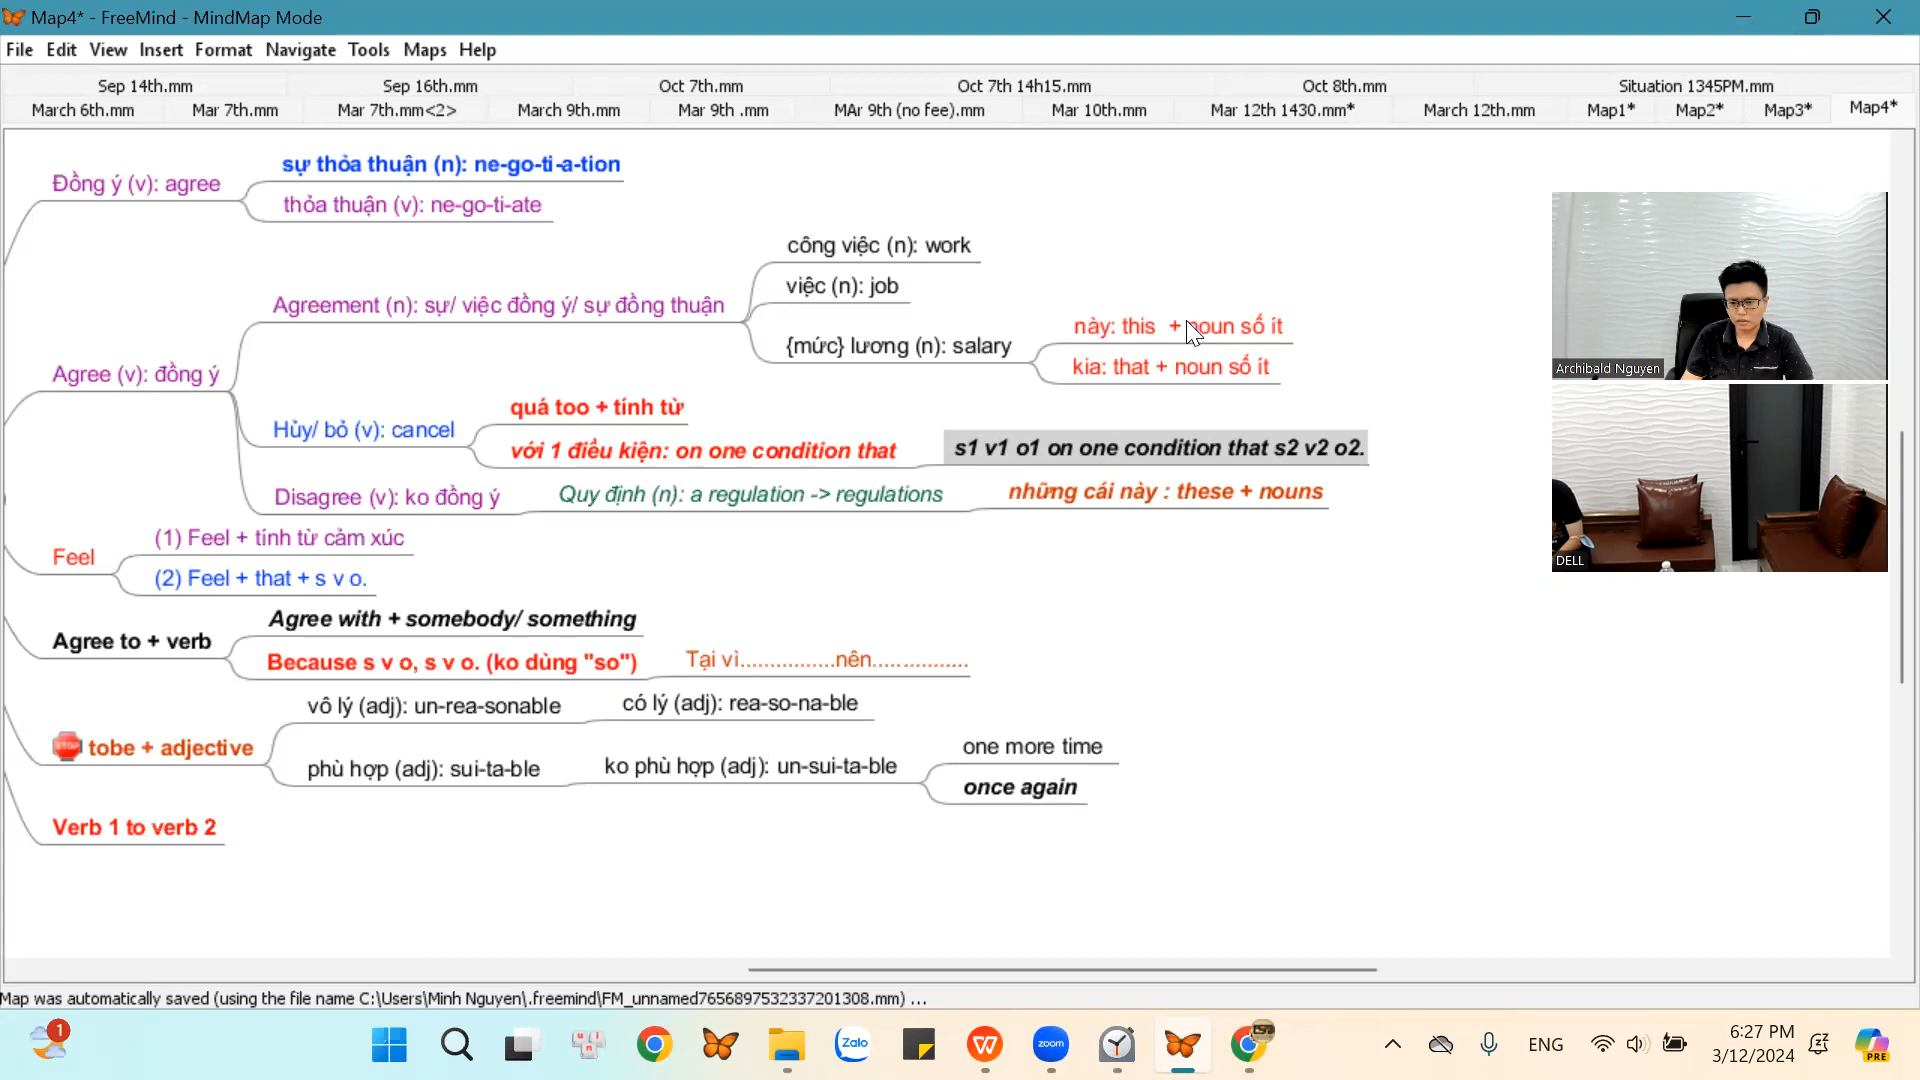 Map4* - FreeMind - MindMap Mode
File Edit View Insert Format Navigate Tools Maps Help
Sep 14th.mm Sep 16th.mm Oct 7th.mm Oct 7th 14h15.mm Oct 8th.mm Situation 1345PM.mm
March 6th.mm Mar 7th.mm Mar 7th.mm<2> March 9th.mm Mar 9th .mm MAr 9th (no fee).mm Mar 10th.mm Mar 12th 1430.mm* March 12th.mm Map1* Map2* Map3* Map4*
Đồng ý (v): agree
sự thỏa thuận (n): ne-go-ti-a-tion
thỏa thuận (v): ne-go-ti-ate
Agree (v): đồng ý
Agreement (n): sự/ việc đồng ý/ sự đồng thuận
công việc (n): work
việc (n): job
{mức} lương (n): salary
này: this + noun số ít
kia: that + noun số ít
Hủy/ bỏ (v): cancel
quá too + tính từ
với 1 điều kiện: on one condition that
s1 v1 o1 on one condition that s2 v2 o2.
Disagree (v): ko đồng ý
Quy định (n): a regulation -> regulations
những cái này : these + nouns
Feel
(1) Feel + tính từ cảm xúc
(2) Feel + that + s v o.
Agree to + verb
Agree with + somebody/ something
Because s v o, s v o. (ko dùng "so")
Tại vì................nên................
STOP tobe + adjective
vô lý (adj): un-rea-sonable
có lý (adj): rea-so-na-ble
phù hợp (adj): sui-ta-ble
ko phù hợp (adj): un-sui-ta-ble
one more time
once again
Verb 1 to verb 2
Archibald Nguyen
DELL
Map was automatically saved (using the file name C:\Users\Minh Nguyen\.freemind\FM_unnamed7656897532337201308.mm) ...
1
Zalo
zoom
ENG
6:27 PM
3/12/2024
PRE